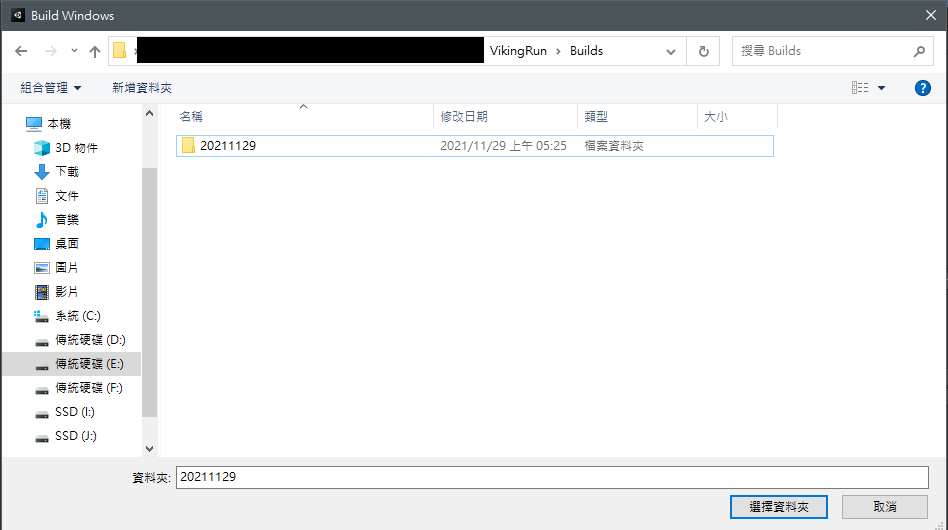 Build Windows
VikingRun > Builds
搜尋 Builds
組合管理 新增資料夾
名稱 修改日期 類型 大小
20211129 2021/11/29 上午 05:25 檔案資料夾
本機
3D 物件
下載
文件
音樂
桌面
圖片
影片
系統 (C:)
傳統硬碟 (D:)
傳統硬碟 (E:)
傳統硬碟 (F:)
SSD (I:)
SSD (J:)
資料夾: 20211129
選擇資料夾 取消